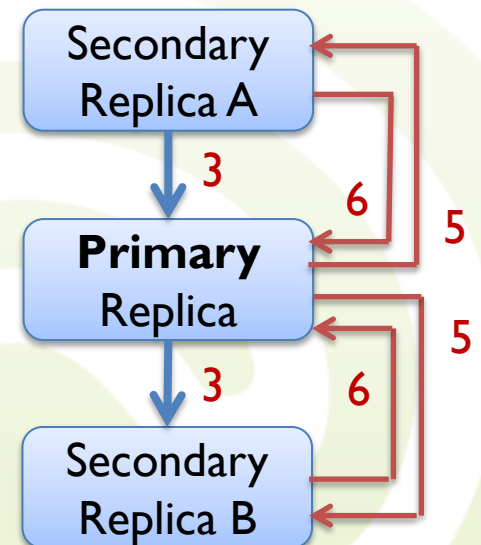 Secondary
Replica A
3
6
5
Primary
Replica
5
3
6
Secondary
Replica B